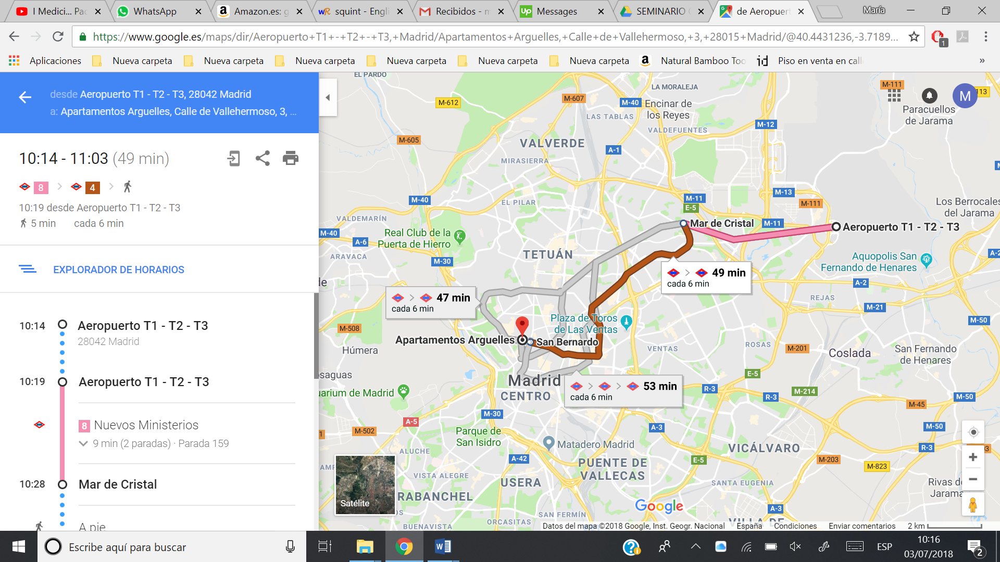 I Medici... Pac
WhatsApp
Amazon.es: g
squint - Engli
Recibidos - m
Messages
SEMINARIO
de Aeropuert
María
https://www.google.es/maps/dir/Aeropuerto+T1+-+T2+-+T3,+Madrid/Apartamentos+Arguelles,+Calle+de+Vallehermoso,+3,+28015+Madrid/@40.4431236,-3.7189...
1
Aplicaciones
Nueva carpeta
Nueva carpeta
Nueva carpeta
Nueva carpeta
Nueva carpeta
Nueva carpeta
Natural Bamboo Too
Piso en venta en call
»
desde Aeropuerto T1 - T2 - T3, 28042 Madrid
a: Apartamentos Arguelles, Calle de Vallehermoso, 3, ...
10:14 - 11:03 (49 min)
8
4
10:19 desde Aeropuerto T1 - T2 - T3
5 min cada 6 min
EXPLORADOR DE HORARIOS
10:14 Aeropuerto T1 - T2 - T3
28042 Madrid
10:19 Aeropuerto T1 - T2 - T3
8 Nuevos Ministerios
9 min (2 paradas) · Parada 159
10:28 Mar de Cristal
A pie
EL PARDO
M-612
M-607
LA MORALEJA
M-40
Encinar de
los Reyes
M-111
113
M
Paracuellos
de Jarama
LAS TABLAS
VALDEFUENTES
M-12
M-605
VALVERDE
A-1
MIRASIERRA
M-40
EL PILAR
M-11
E-5
M-13
M-111
Los Berrocales
del Jarama
VALDEMARÍN
M-40
Real Club de la
Puerta de Hierro
A-6
ARAVACA
M-30
TETUÁN
Mar de Cristal
M-11
Aeropuerto T1 - T2 - T3
Aquopolis San
Fernando de Henares
A-2
49 min
cada 6 min
A-2
REJAS
M-21
M-50
47 min
cada 6 min
Plaza de Toros
de Las Ventas
M-508
Húmera
Apartamentos Arguelles
San Bernardo
VENTAS
ROSAS
M-201
Coslada
San Fernando
de Henares
E-5
osaguas
Madrid
CENTRO
53 min
cada 6 min
uarium de Madrid
R-3
R-3
M-214
M-50
M-45
M-30
A-5
M-502
Parque de
San Isidro
A-3
M-50
R-3
Matadero Madrid
VICÁLVARO
ALUCHE
A-42
PUENTE DE
VALLECAS
E-5
M-203
M-823
VISTA ALEGRE
USERA
SANTA EUGENIA
Rivas
Jarama
RABANCHEL
Satélite
Google
A-3
SAN FERMÍN
ORCASITAS
BUENAVISTA
VILLA DE
Datos del mapa ©2018 Google, Inst. Geogr. Nacional España Condiciones Enviar comentarios 2 km
Escribe aquí para buscar
ESP
10:16
03/07/2018
2